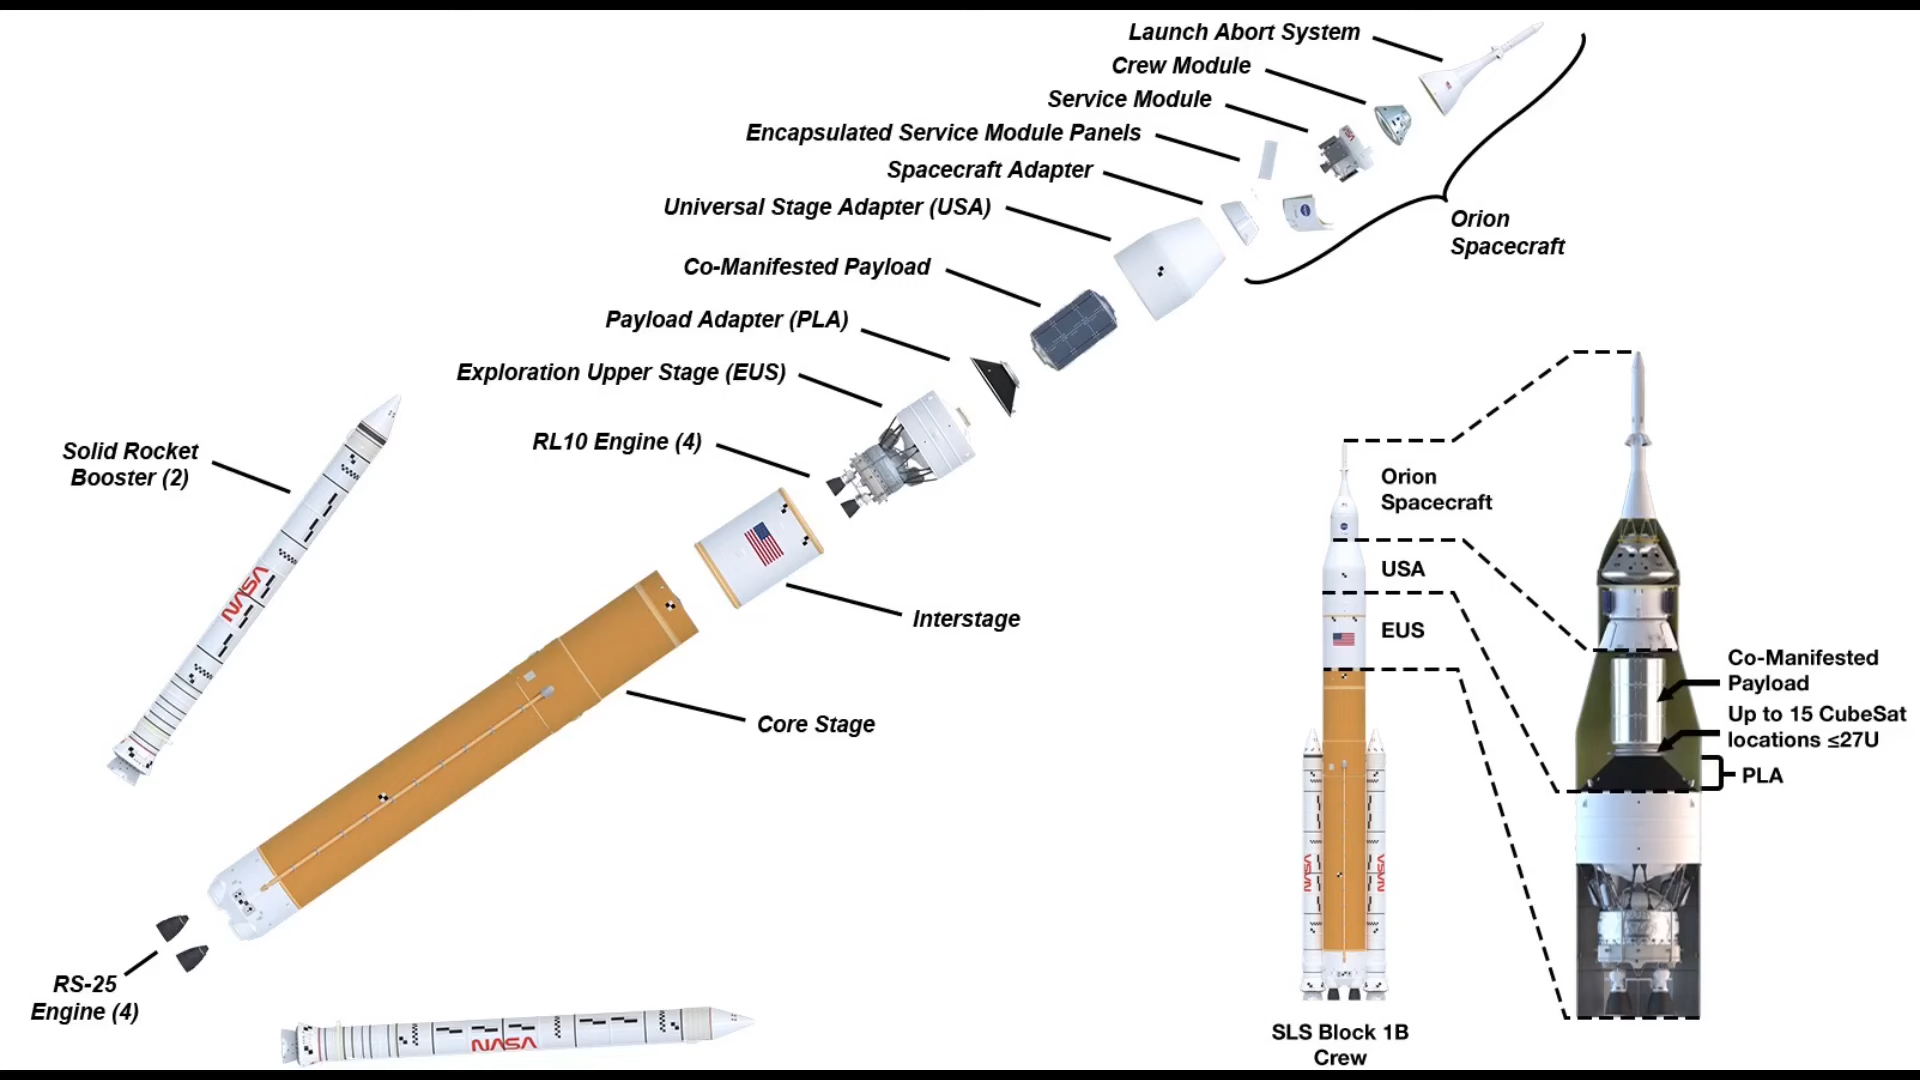 Launch Abort System
Crew Module
Service Module
Encapsulated Service Module Panels
Spacecraft Adapter
Universal Stage Adapter (USA)
Orion
Spacecraft
Co-Manifested Payload
Payload Adapter (PLA)
Exploration Upper Stage (EUS)
RL10 Engine (4)
Solid Rocket
Booster (2)
NASA
Interstage
Core Stage
RS-25
Engine (4)
NASA
Orion
Spacecraft
USA
EUS
NASA
NASA
SLS Block 1B
Crew
Co-Manifested
Payload
Up to 15 CubeSat
locations ≤27U
PLA